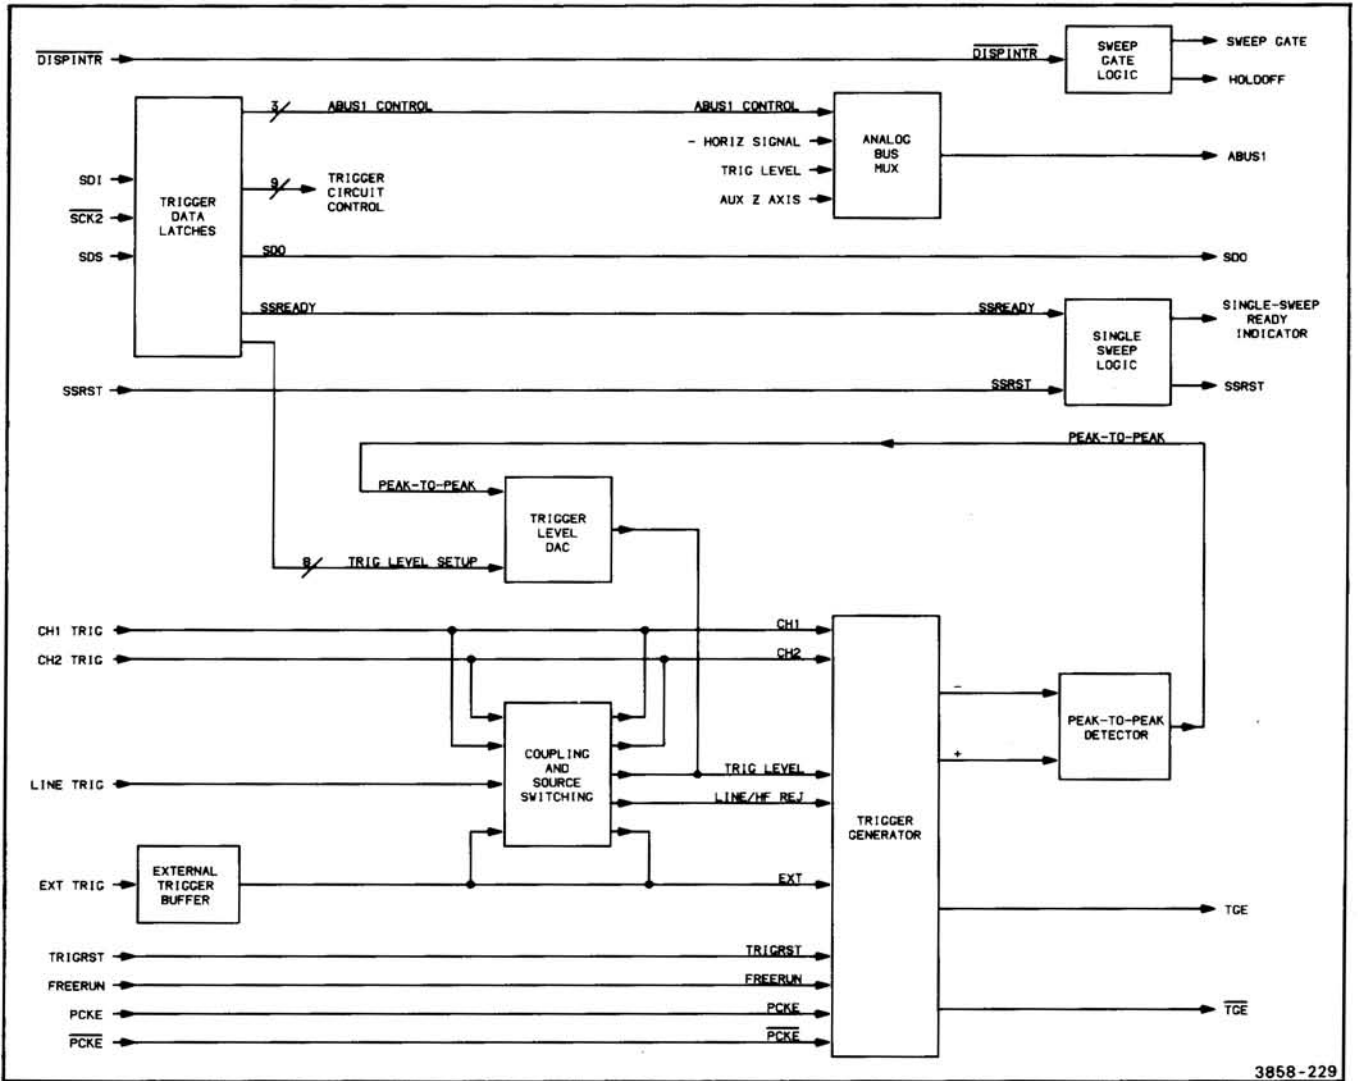 DISPINTR
DISPINTR
SWEEP
GATE
LOGIC
SWEEP GATE
HOLDOFF
3
ABUS1 CONTROL
ABUS1 CONTROL
- HORIZ SIGNAL
TRIG LEVEL
AUX Z AXIS
ANALOG
BUS
MUX
ABUS1
SDI
SCK2
SDS
TRIGGER
DATA
LATCHES
9
TRIGGER
CIRCUIT
CONTROL
SDO
SDO
SSREADY
SSREADY
SINGLE
SWEEP
LOGIC
SINGLE-SWEEP
READY
INDICATOR
SSRST
SSRST
SSRST
PEAK-TO-PEAK
PEAK-TO-PEAK
TRIGGER
LEVEL
DAC
8
TRIG LEVEL SETUP
CH1 TRIG
CH1
CH2 TRIG
CH2
COUPLING
AND
SOURCE
SWITCHING
LINE TRIG
TRIG LEVEL
LINE/HF REJ
TRIGGER
GENERATOR
-
+
PEAK-TO-PEAK
DETECTOR
EXT TRIG
EXTERNAL
TRIGGER
BUFFER
EXT
TGE
TRIGRST
TRIGRST
FREERUN
FREERUN
PCKE
PCKE
TGE
PCKE
PCKE
3858-229